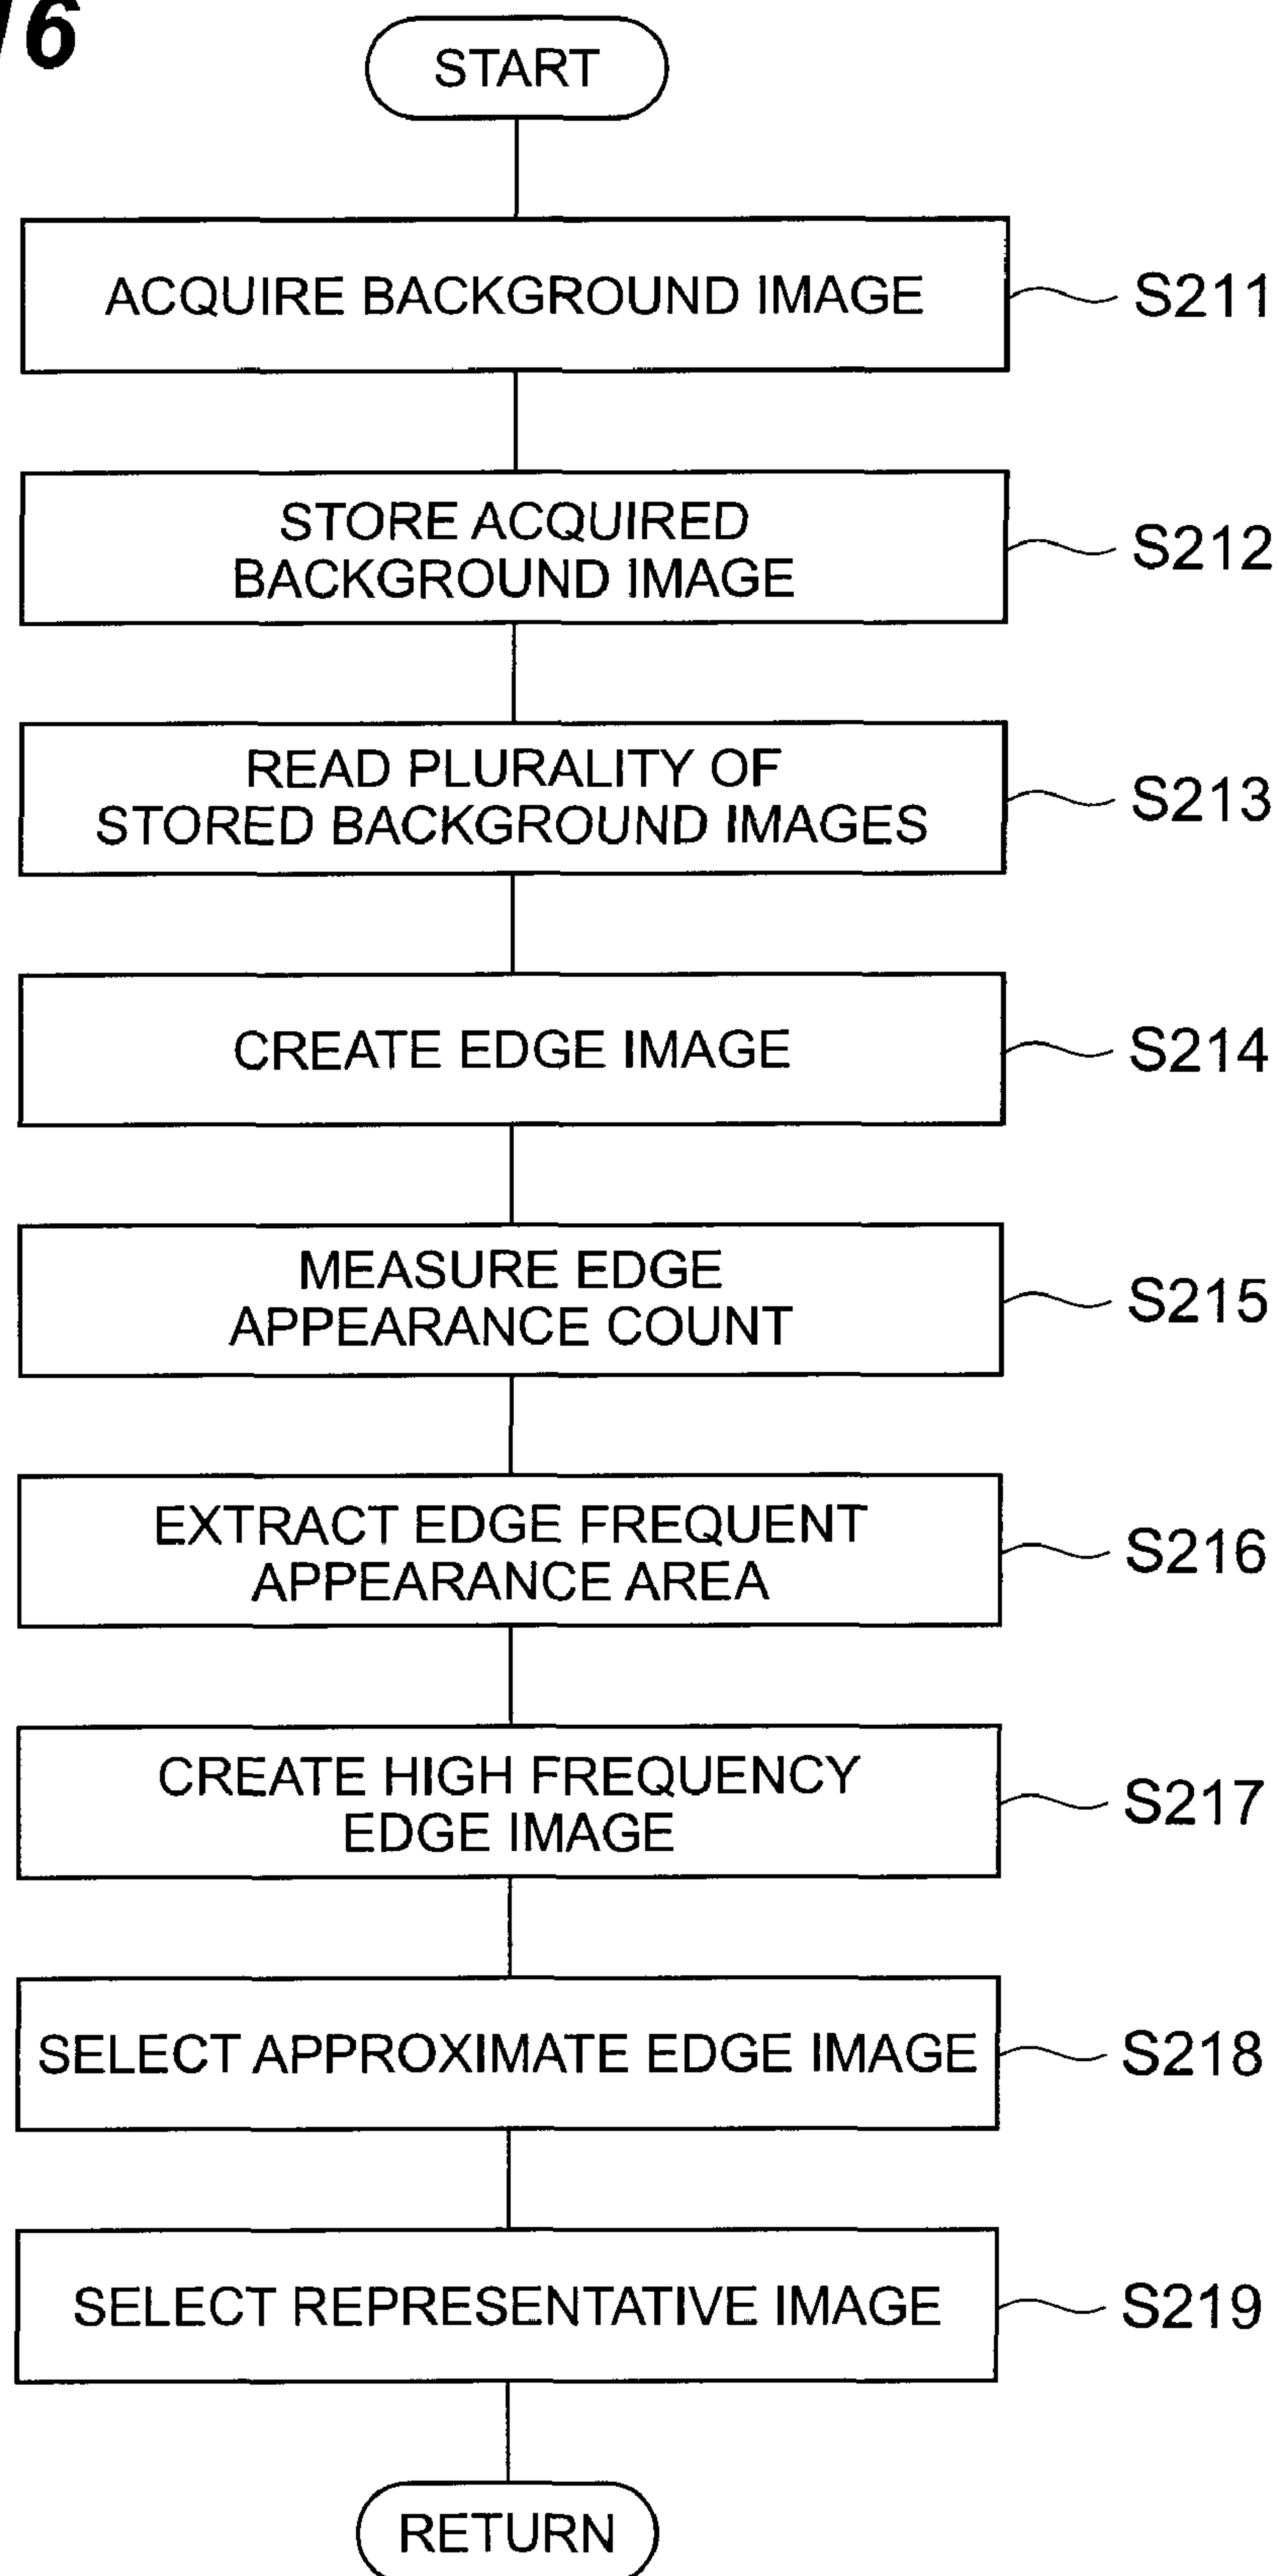 6
START
ACQUIRE BACKGROUND IMAGE
S211
STORE ACQUIRED
BACKGROUND IMAGE
S212
READ PLURALITY OF
STORED BACKGROUND IMAGES
S213
CREATE EDGE IMAGE
S214
MEASURE EDGE
APPEARANCE COUNT
S215
EXTRACT EDGE FREQUENT
APPEARANCE AREA
S216
CREATE HIGH FREQUENCY
EDGE IMAGE
S217
SELECT APPROXIMATE EDGE IMAGE
S218
SELECT REPRESENTATIVE IMAGE
S219
RETURN